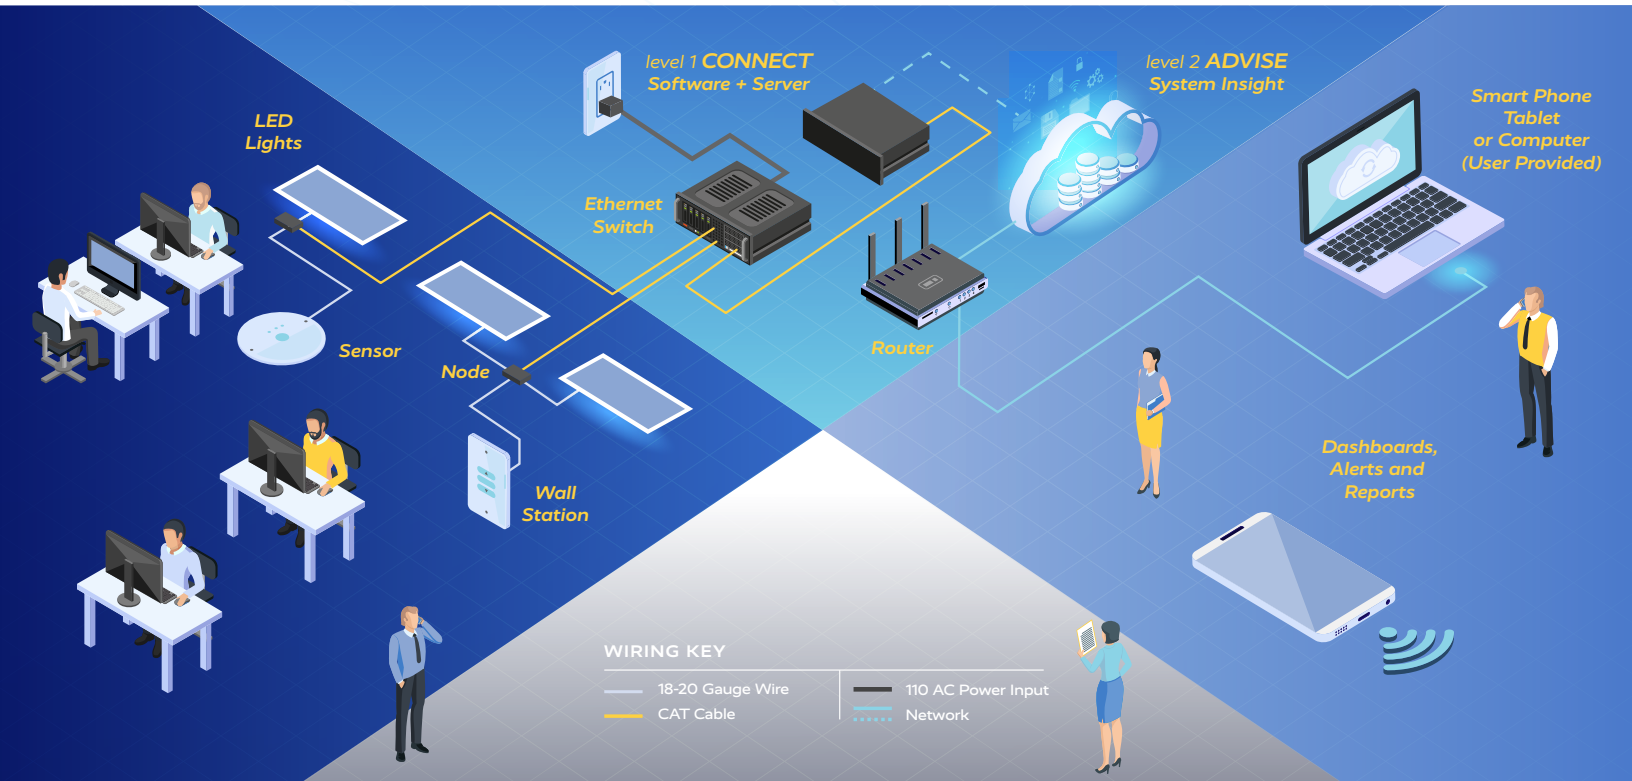 level 1 CONNECT
Software + Server
level 2 ADVISE
System Insight
Smart Phone
Tablet
or Computer
(User Provided)
LED
Lights
Ethernet
Switch
Sensor
Node
Router
Wall
Station
Dashboards,
Alerts and
Reports
WIRING KEY
18-20 Gauge Wire
110 AC Power Input
CAT Cable
Network